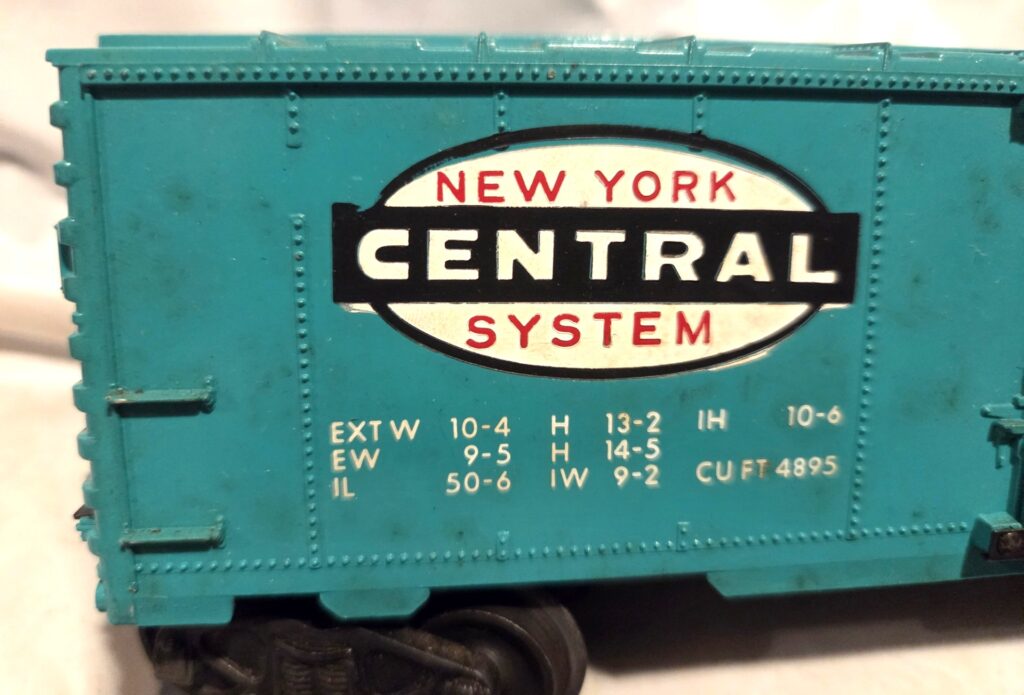 NEW YORK
CENTRAL
SYSTEM
EXT W 10-4 H 13-2 IH 10-6
EW 9-5 H 14-5
IL 50-6 IW 9-2 CU FT 4895